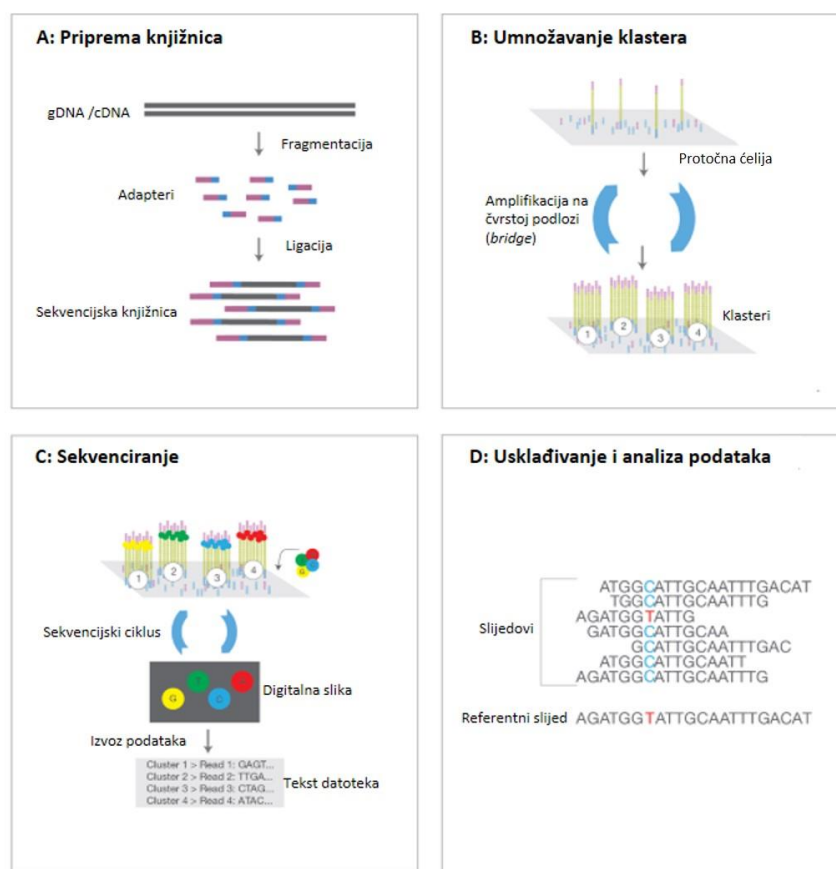 A: Priprema knjižnica
gDNA /cDNA
Fragmentacija
Adapteri
Ligacija
Sekvencijska knjižnica
B: Umnožavanje klastera
Protočna ćelija
Amplifikacija na
čvrstoj podlozi
(bridge)
Klasteri
1
2
3
4
C: Sekvenciranje
1
2
3
4
G
Sekvencijski ciklus
T
G
C
Digitalna slika
Izvoz podataka
Cluster 1 > Read 1: GAGT...
Cluster 2 > Read 2: TTGA...
Cluster 3 > Read 3: CTAG...
Cluster 4 > Read 4: ATAC...
Tekst datoteka
D: Usklađivanje i analiza podataka
Slijedovi
ATGGCATTGCAATTTGACAT
TGGCATTGCAATTTG
AGATGGTATTG
GATGGCATTGCAA
GCATTGCAATTTGAC
ATGGCATTGCAATT
AGATGGCATTGCAATTTG
Referentni slijed AGATGGTATTGCAATTTGACAT